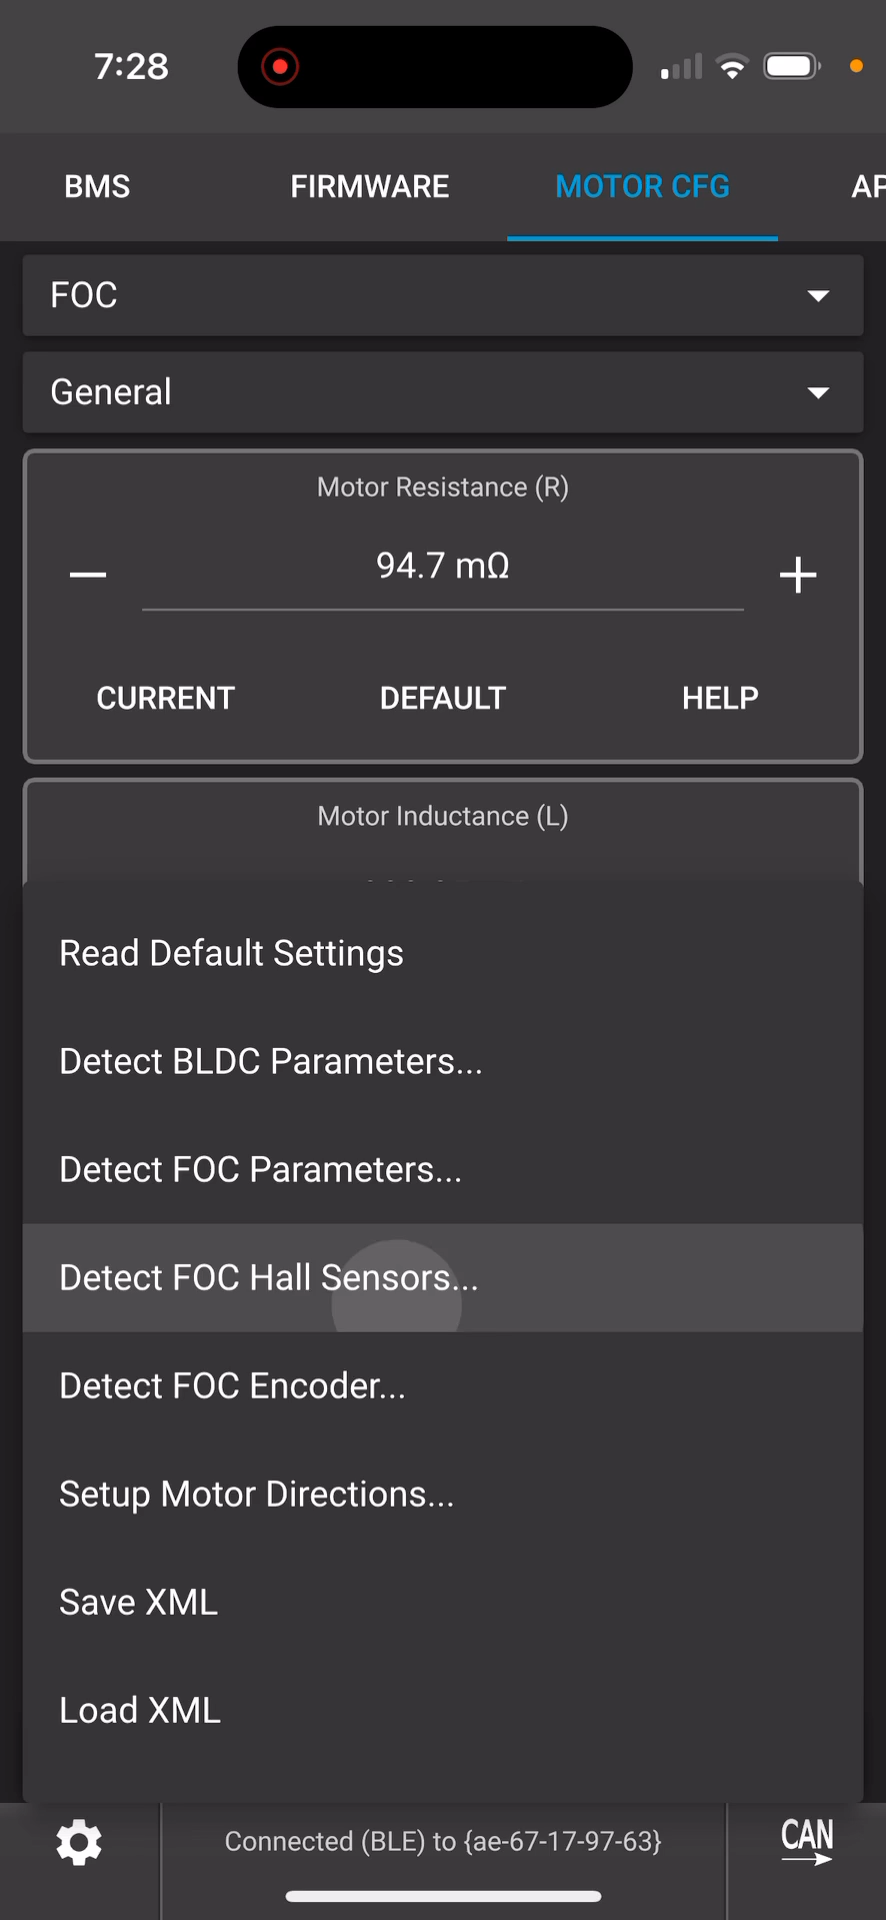 7:28
BMS FIRMWARE MOTOR CFG AP
FOC
General
Motor Resistance (R)
94.7 mΩ
CURRENT DEFAULT HELP
Motor Inductance (L)
Read Default Settings
Detect BLDC Parameters...
Detect FOC Parameters...
Detect FOC Hall Sensors...
Detect FOC Encoder...
Setup Motor Directions...
Save XML
Load XML
Connected (BLE) to {ae-67-17-97-63}
CAN